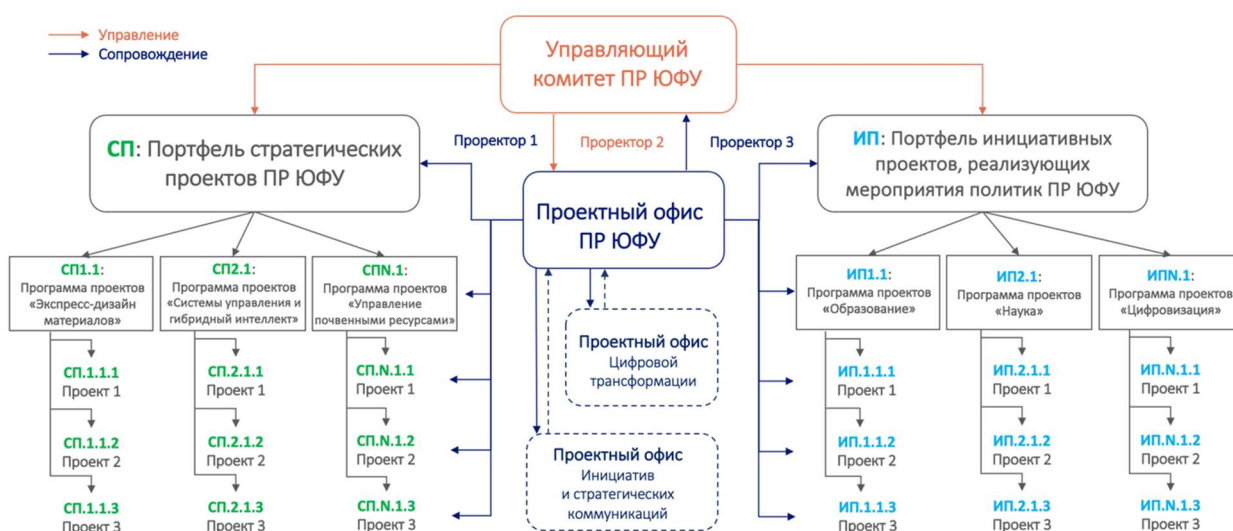 Управление
Сопровождение
Управляющий
комитет ПР ЮФУ
СП: Портфель стратегических
проектов ПР ЮФУ
Проректор 1
Проректор 2
Проректор 3
ИП: Портфель инициативных
проектов, реализующих
мероприятия политик ПР ЮФУ
Проектный офис
ПР ЮФУ
СП1.1:
Программа проектов
«Экспресс-дизайн
материалов»
СП2.1:
Программа проектов
«Системы управления и
гибридный интеллект»
СПN.1:
Программа проектов
«Управление
почвенными ресурсами»
ИП1.1:
Программа проектов
«Образование»
ИП2.1:
Программа проектов
«Наука»
ИПN.1:
Программа проектов
«Цифровизация»
Проектный офис
Цифровой
трансформации
Проектный офис
Инициатив
и стратегических
коммуникаций
СП.1.1.1
Проект 1
СП.2.1.1
Проект 1
СП.N.1.1
Проект 1
ИП.1.1.1
Проект 1
ИП.2.1.1
Проект 1
ИП.N.1.1
Проект 1
СП.1.1.2
Проект 2
СП.2.1.2
Проект 2
СП.N.1.2
Проект 2
ИП.1.1.2
Проект 2
ИП.2.1.2
Проект 2
ИП.N.1.2
Проект 2
СП.1.1.3
Проект 3
СП.2.1.3
Проект 3
СП.N.1.3
Проект 3
ИП.1.1.3
Проект 3
ИП.2.1.3
Проект 3
ИП.N.1.3
Проект 3